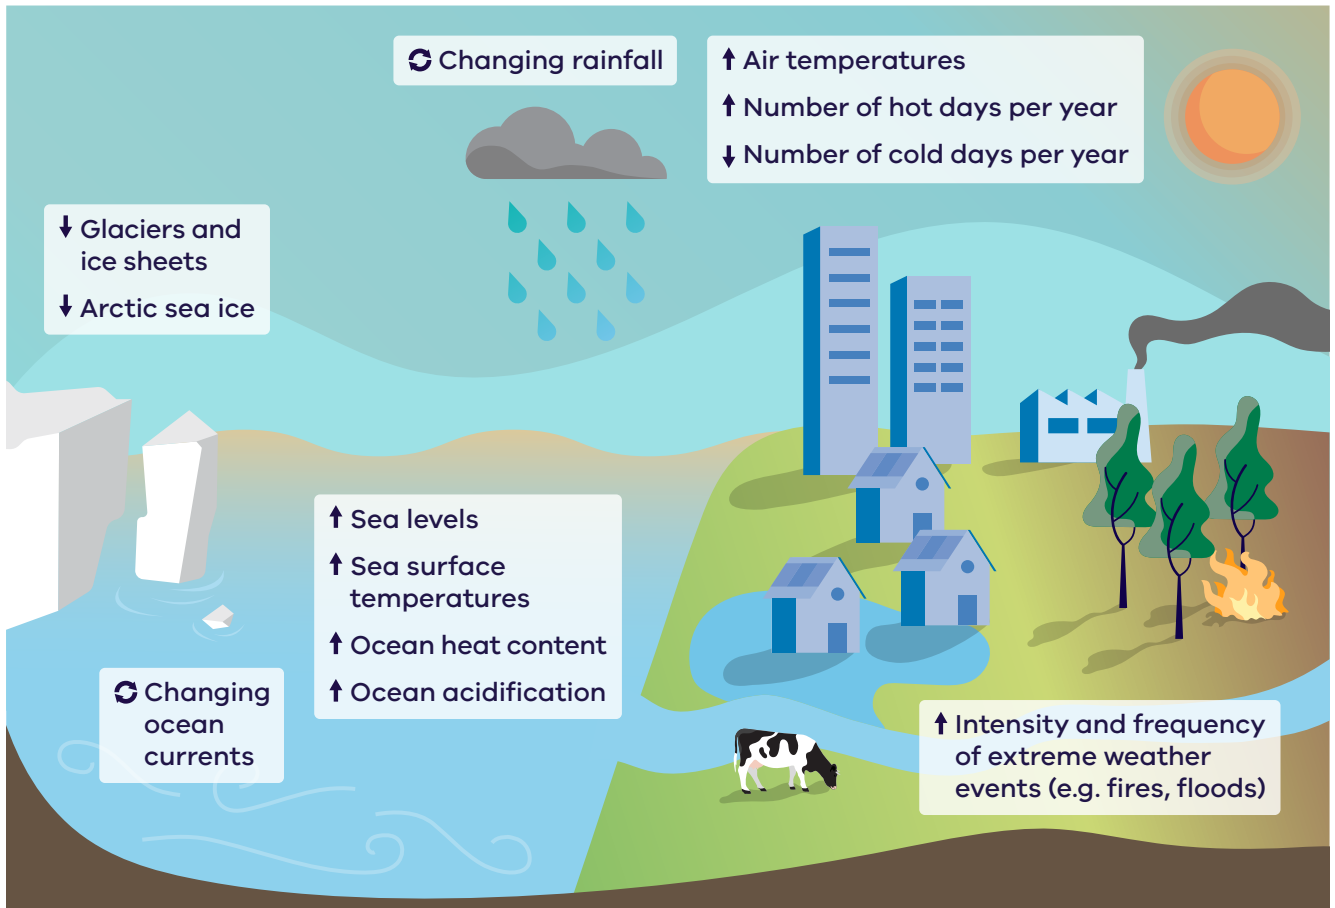 Changing rainfall
↑ Air temperatures
↑ Number of hot days per year
↓ Number of cold days per year
↓ Glaciers and
ice sheets
↓ Arctic sea ice
↑ Sea levels
↑ Sea surface
temperatures
↑ Ocean heat content
↑ Ocean acidification
Changing
ocean
currents
↑ Intensity and frequency
of extreme weather
events (e.g. fires, floods)